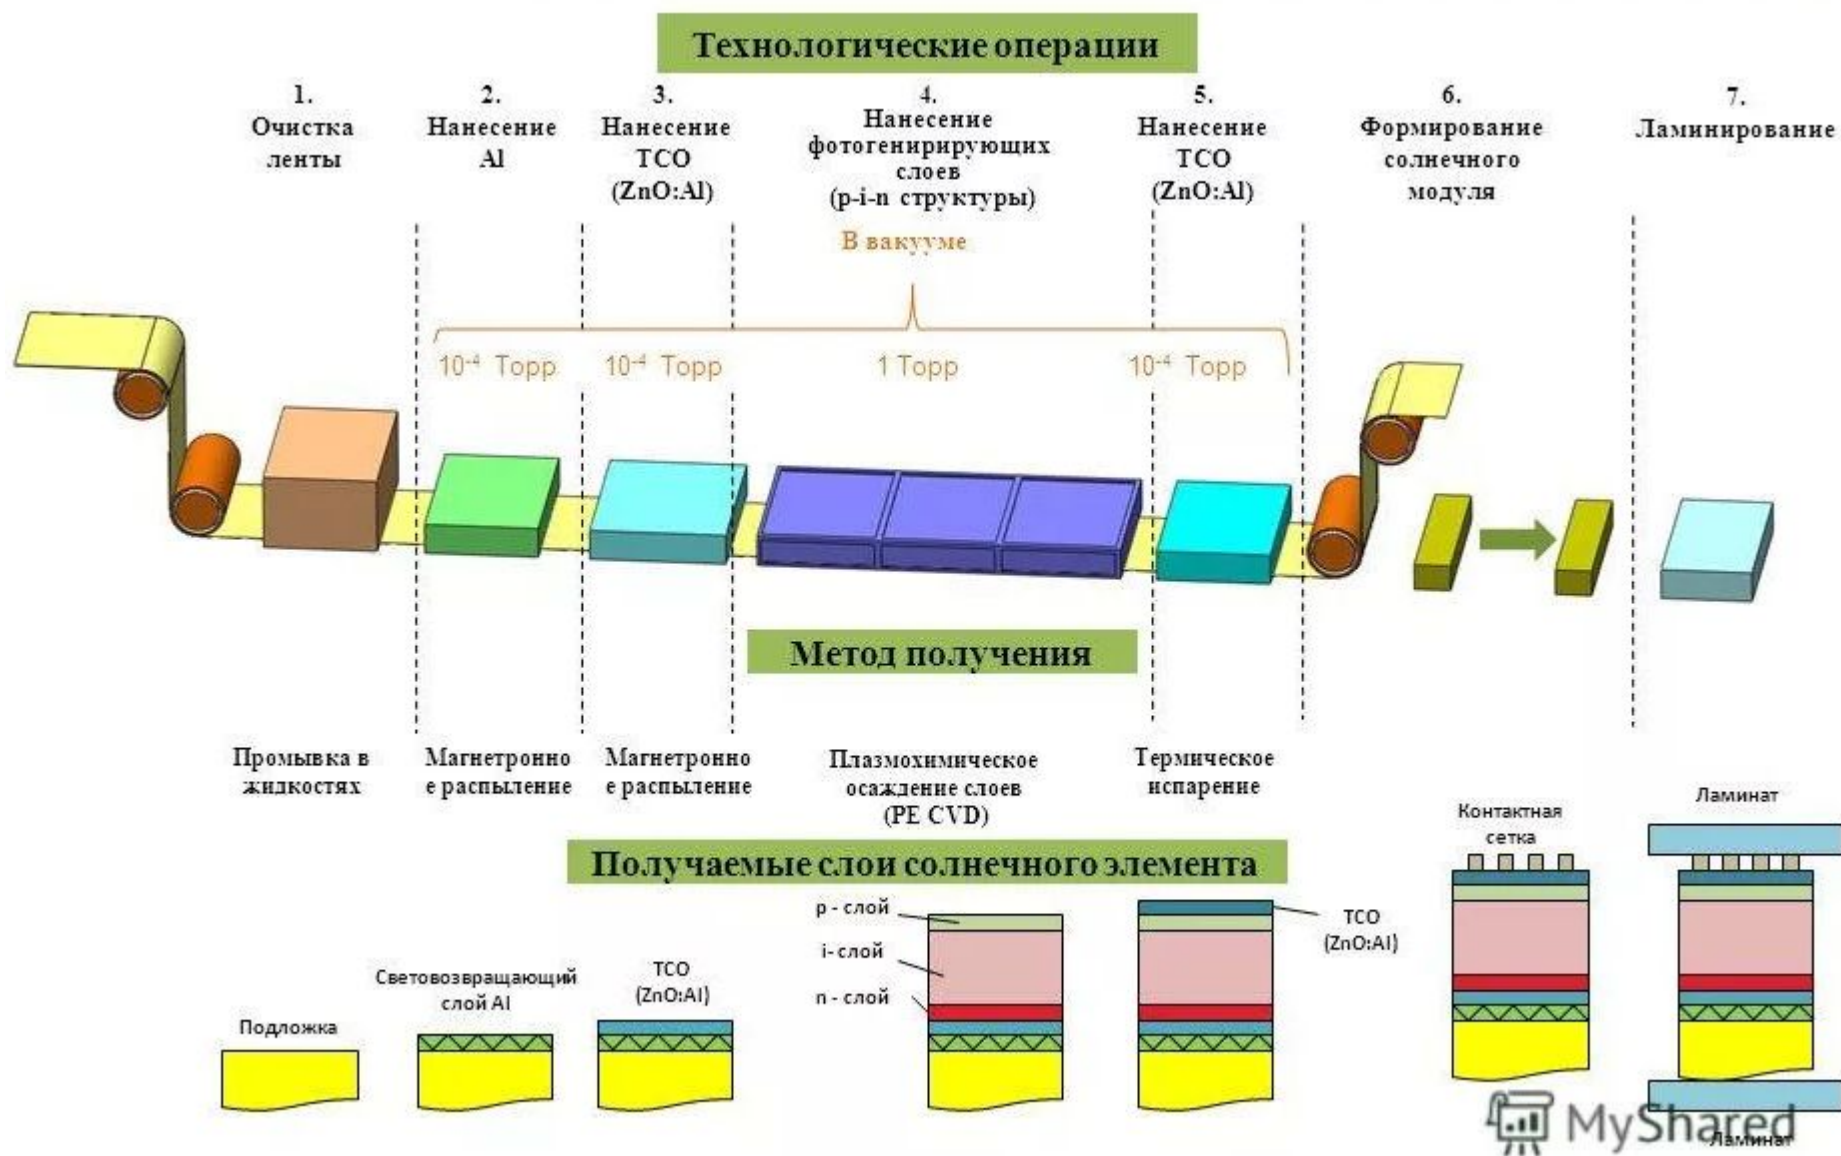 Технологические операции
1.
Очистка
ленты
2.
Нанесение
Al
3.
Нанесение
TCO
(ZnO:Al)
4.
Нанесение
фотогенирирующих
слоев
(p-i-n структуры)
5.
Нанесение
TCO
(ZnO:Al)
6.
Формирование
солнечного
модуля
7.
Ламинирование
В вакууме
10-4 Торр
10-4 Торр
1 Торр
10-4 Торр
Метод получения
Промывка в
жидкостях
Магнетронно
е распыление
Магнетронно
е распыление
Плазмохимическое
осаждение слоев
(PE CVD)
Термическое
испарение
Получаемые слои солнечного элемента
Подложка
Световозвращающий
слой Al
TCO
(ZnO:Al)
p - слой
i- слой
n - слой
TCO
(ZnO:Al)
Контактная
сетка
Ламинат
Ламинат
MyShared